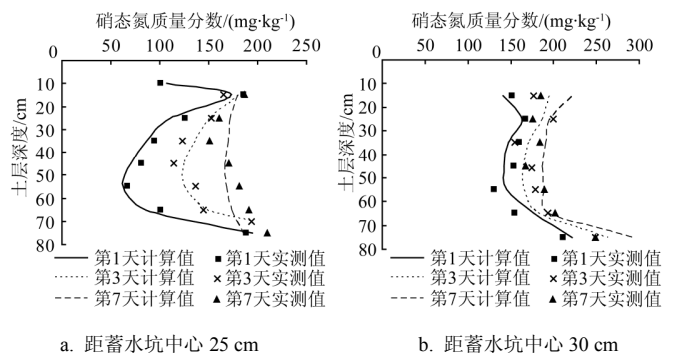 硝态氮质量分数/(mg·kg⁻¹)
0 50 100 150 200 250
10
20
30
40
50
60
70
80
土层深度/cm
第1天计算值 第1天实测值
第3天计算值 第3天实测值
第7天计算值 第7天实测值
a. 距蓄水坑中心 25 cm
硝态氮质量分数/(mg·kg⁻¹)
0 50 100 150 200 300
10
20
30
40
50
60
70
80
土层深度/cm
第1天计算值 第1天实测值
第3天计算值 第3天实测值
第7天计算值 第7天实测值
b. 距蓄水坑中心 30 cm